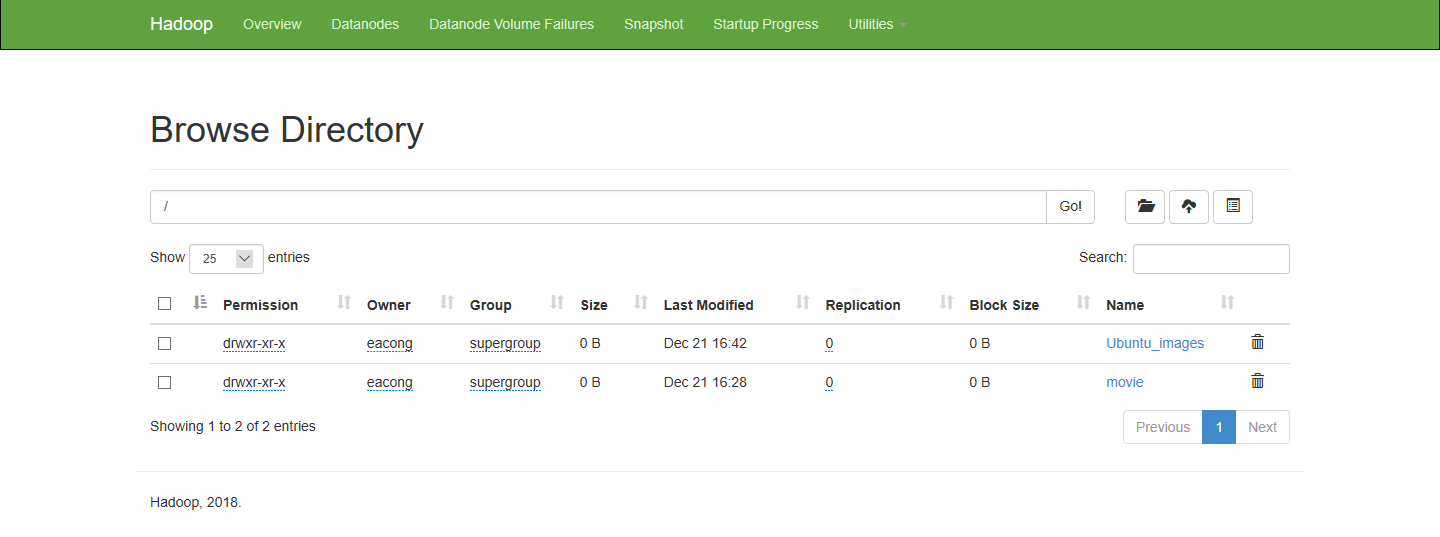 Hadoop Overview Datanodes Datanode Volume Failures Snapshot Startup Progress Utilities
Browse Directory
/ Go!
Show 25 entries Search:
Permission Owner Group Size Last Modified Replication Block Size Name
drwxr-xr-x eacong supergroup 0 B Dec 21 16:42 0 0 B Ubuntu_images
drwxr-xr-x eacong supergroup 0 B Dec 21 16:28 0 0 B movie
Showing 1 to 2 of 2 entries Previous 1 Next
Hadoop, 2018.